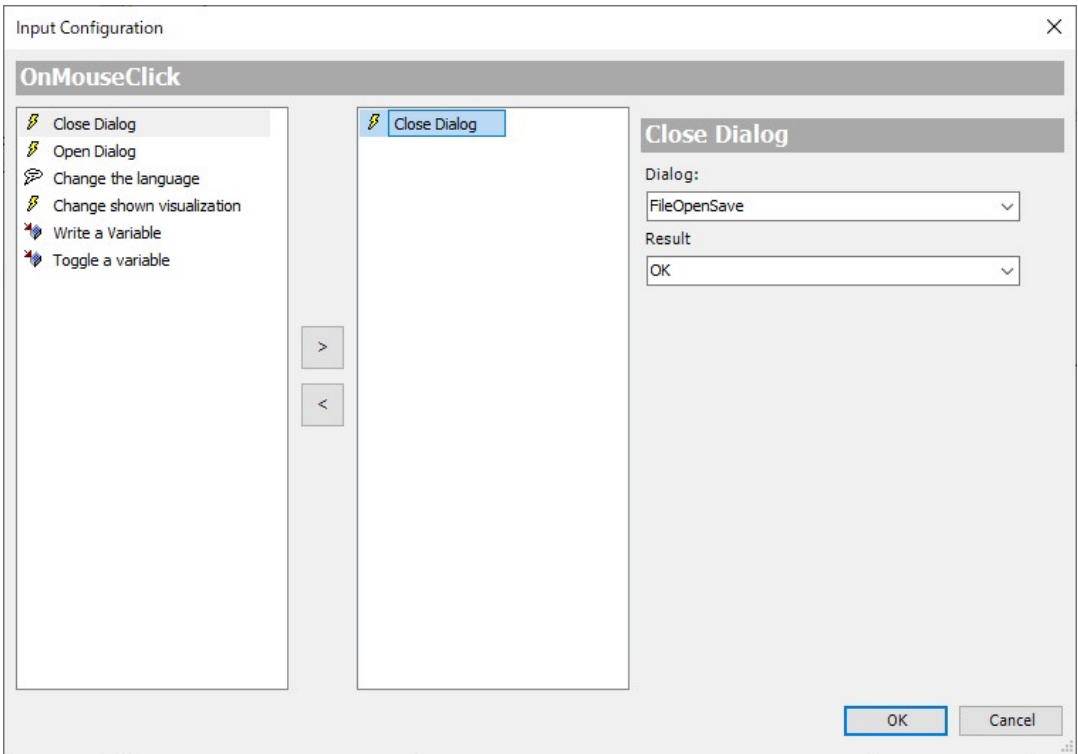 Input Configuration
OnMouseClick
Close Dialog
Open Dialog
Change the language
Change shown visualization
Write a Variable
Toggle a variable
>
<
Close Dialog
Close Dialog
Dialog:
FileOpenSave
Result
OK
OK
Cancel